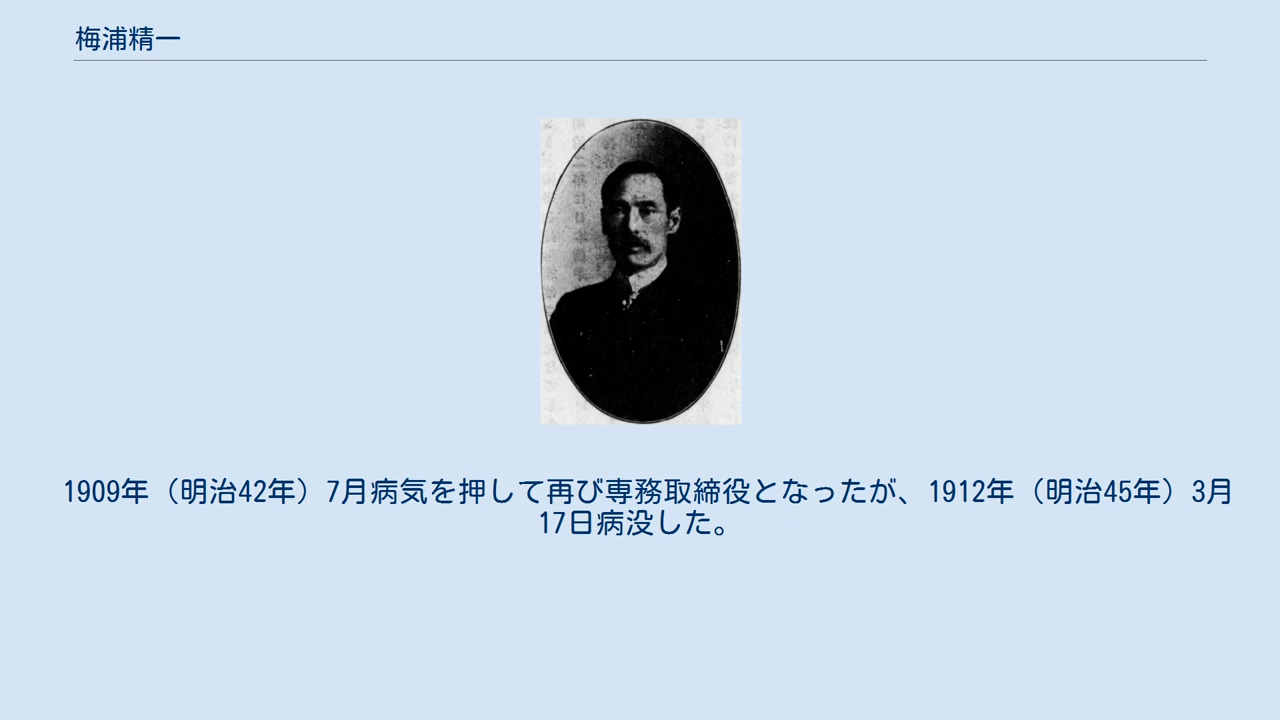 梅浦精一
1909年（明治42年）7月病気を押して再び専務取締役となったが、1912年（明治45年）3月
17日病没した。